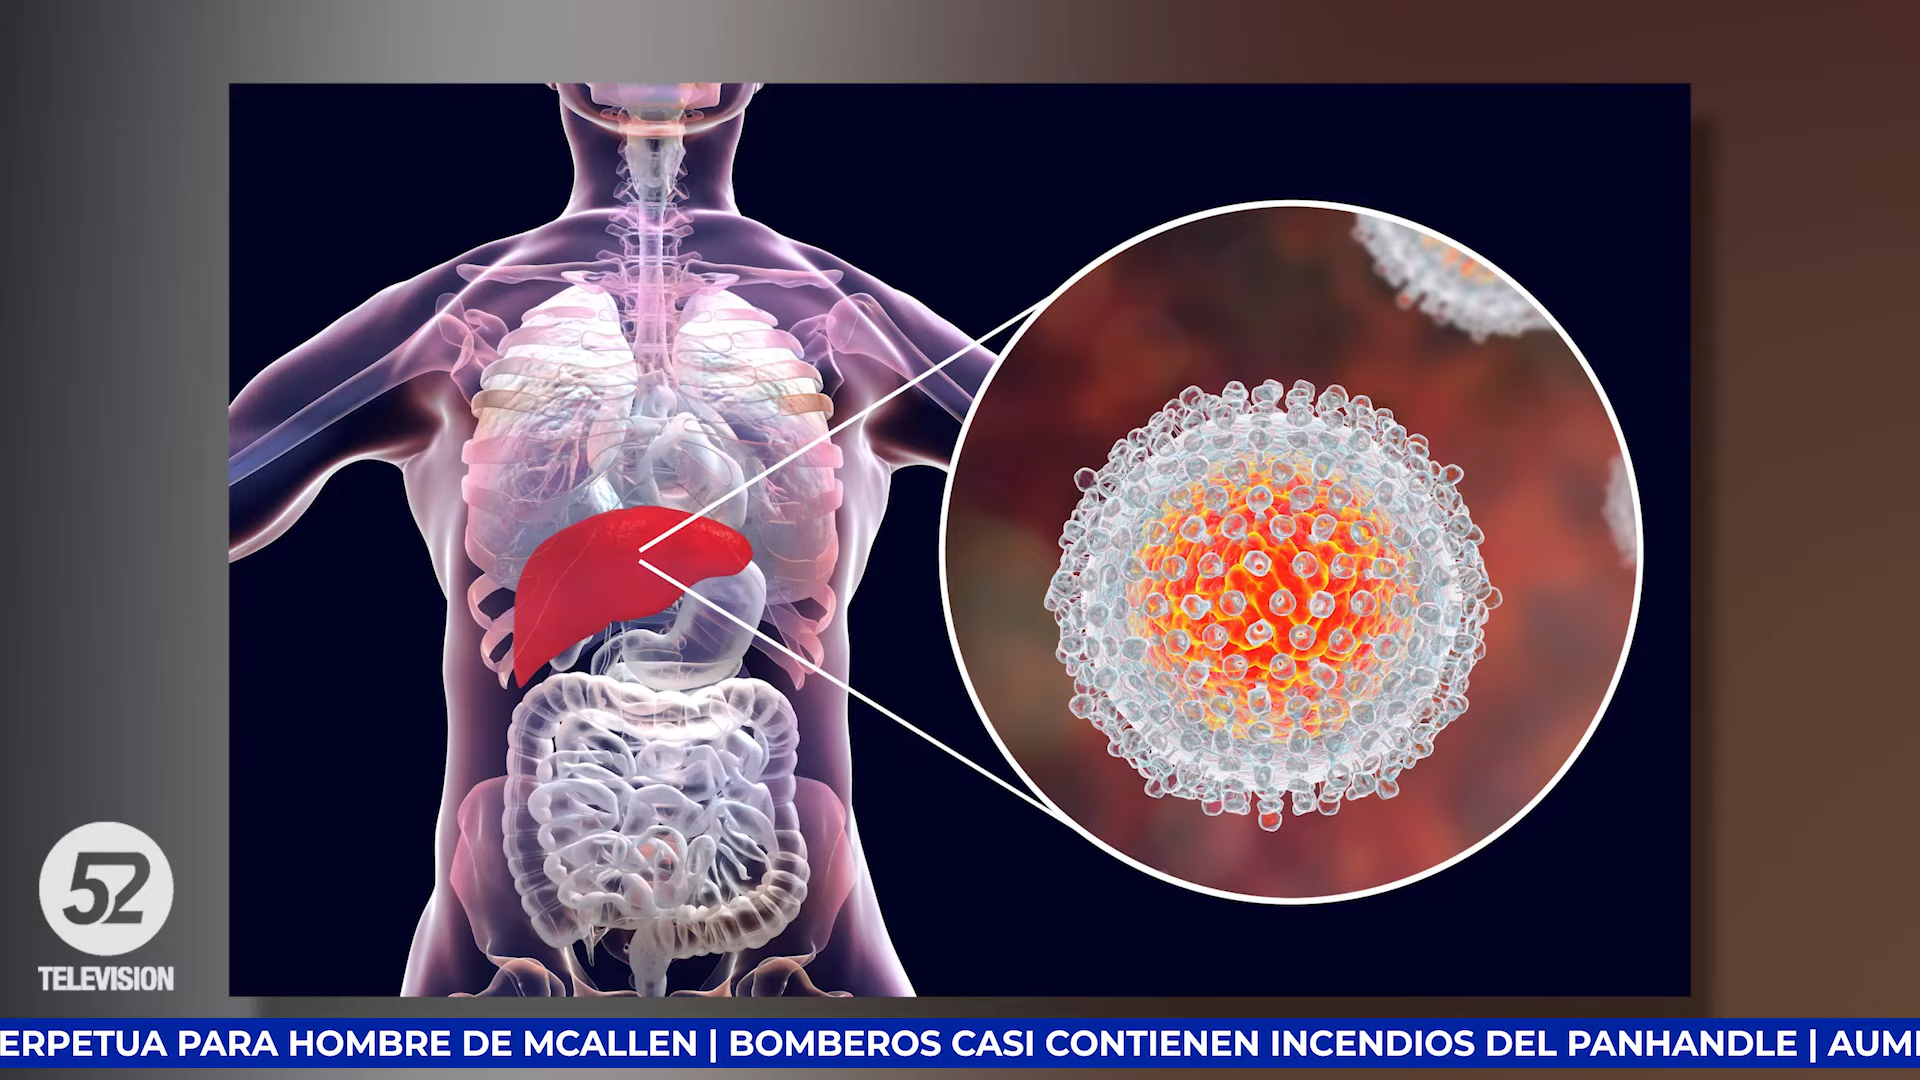 52
TELEVISION
ERPETUA PARA HOMBRE DE MCALLEN | BOMBEROS CASI CONTIENEN INCENDIOS DEL PANHANDLE | AUM